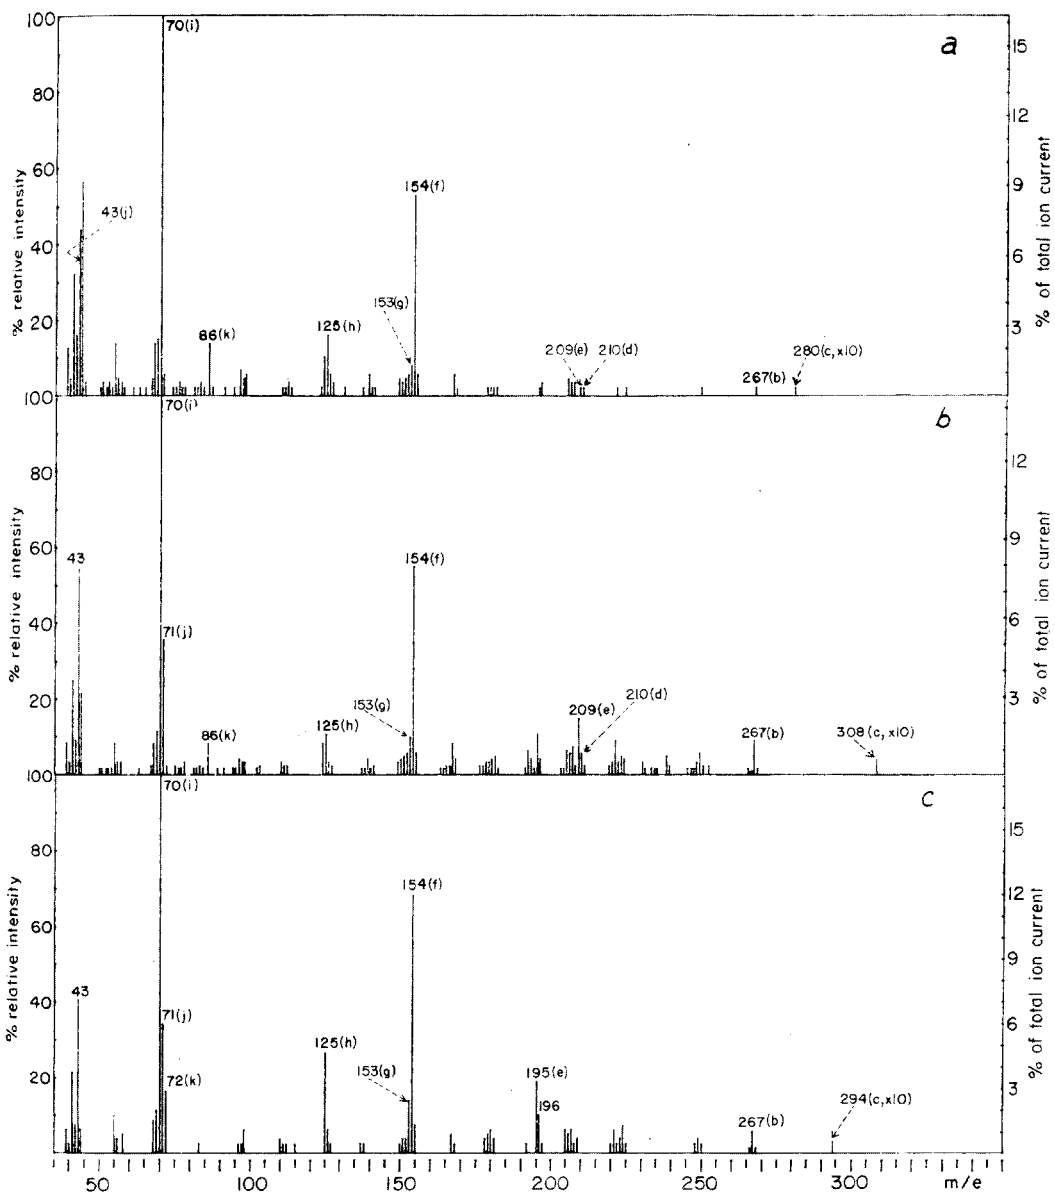 100
80
60
40
20
% relative intensity
70(i)
a
15
12
9
6
3
% of total ion current
43(j)
86(k)
125(h)
153(g)
154(f)
209(e)
210(d)
267(b)
280(c,x10)
100
80
60
40
20
% relative intensity
70(i)
b
12
9
6
3
% of total ion current
43
71(j)
86(k)
125(h)
153(g)
154(f)
209(e)
210(d)
267(b)
308(c, x10)
100
80
60
40
20
% relative intensity
70(i)
c
15
12
9
6
3
% of total ion current
43
71(j)
72(k)
125(h)
153(g)
154(f)
195(e)
196
267(b)
294(c,x10)
50
100
150
200
250
300
m/e